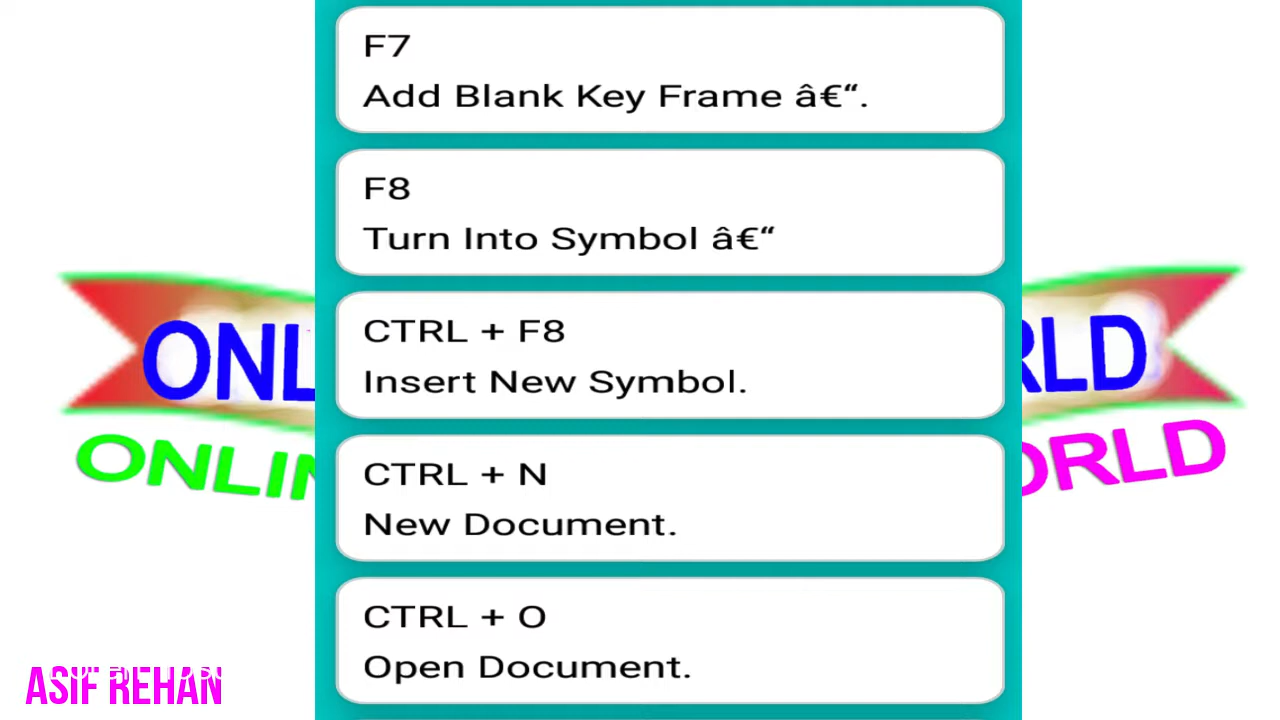 F7
Add Blank Key Frame â€“.
F8
Turn Into Symbol â€“
CTRL + F8
Insert New Symbol.
CTRL + N
New Document.
CTRL + O
Open Document.
ONL
RLD
ONLIN
ORLD
ASIF REHAN